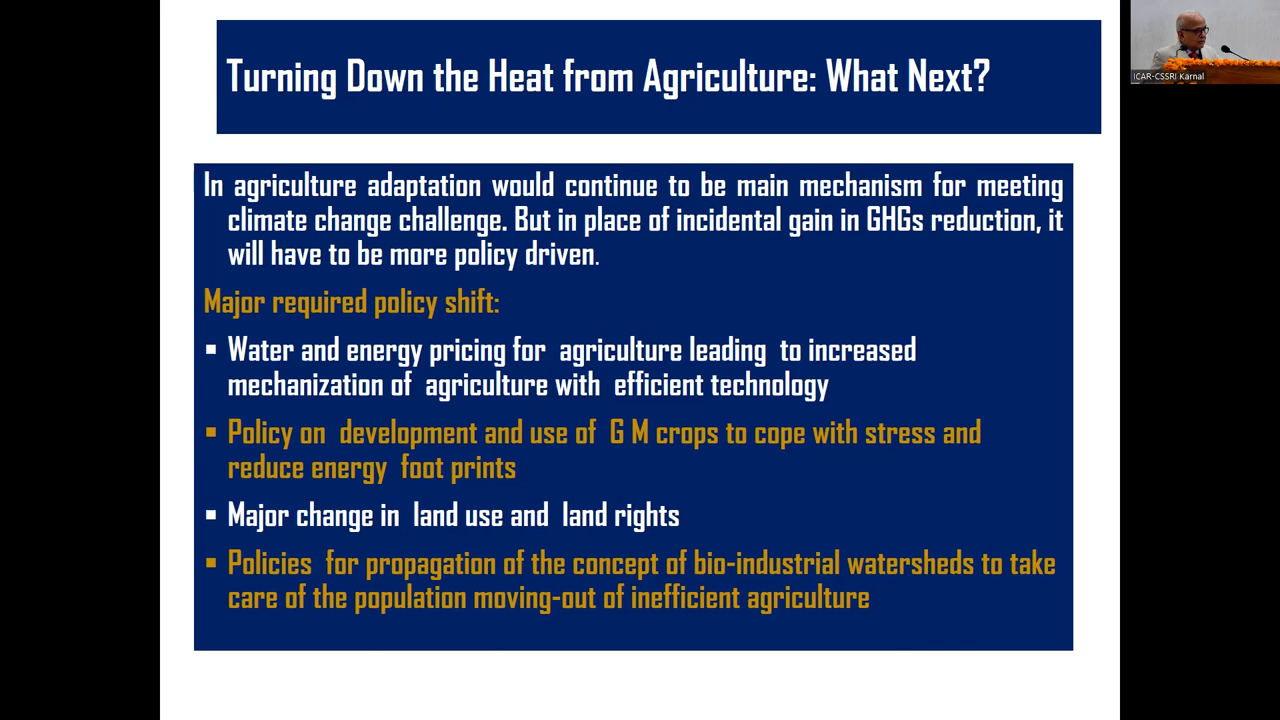 Turning Down the Heat from Agriculture: What Next?
ICAR-CSSRI Karnal
In agriculture adaptation would continue to be main mechanism for meeting
climate change challenge. But in place of incidental gain in GHGs reduction, it
will have to be more policy driven.
Major required policy shift:
▪ Water and energy pricing for agriculture leading to increased
mechanization of agriculture with efficient technology
▪ Policy on development and use of G M crops to cope with stress and
reduce energy foot prints
▪ Major change in land use and land rights
▪ Policies for propagation of the concept of bio-industrial watersheds to take
care of the population moving-out of inefficient agriculture